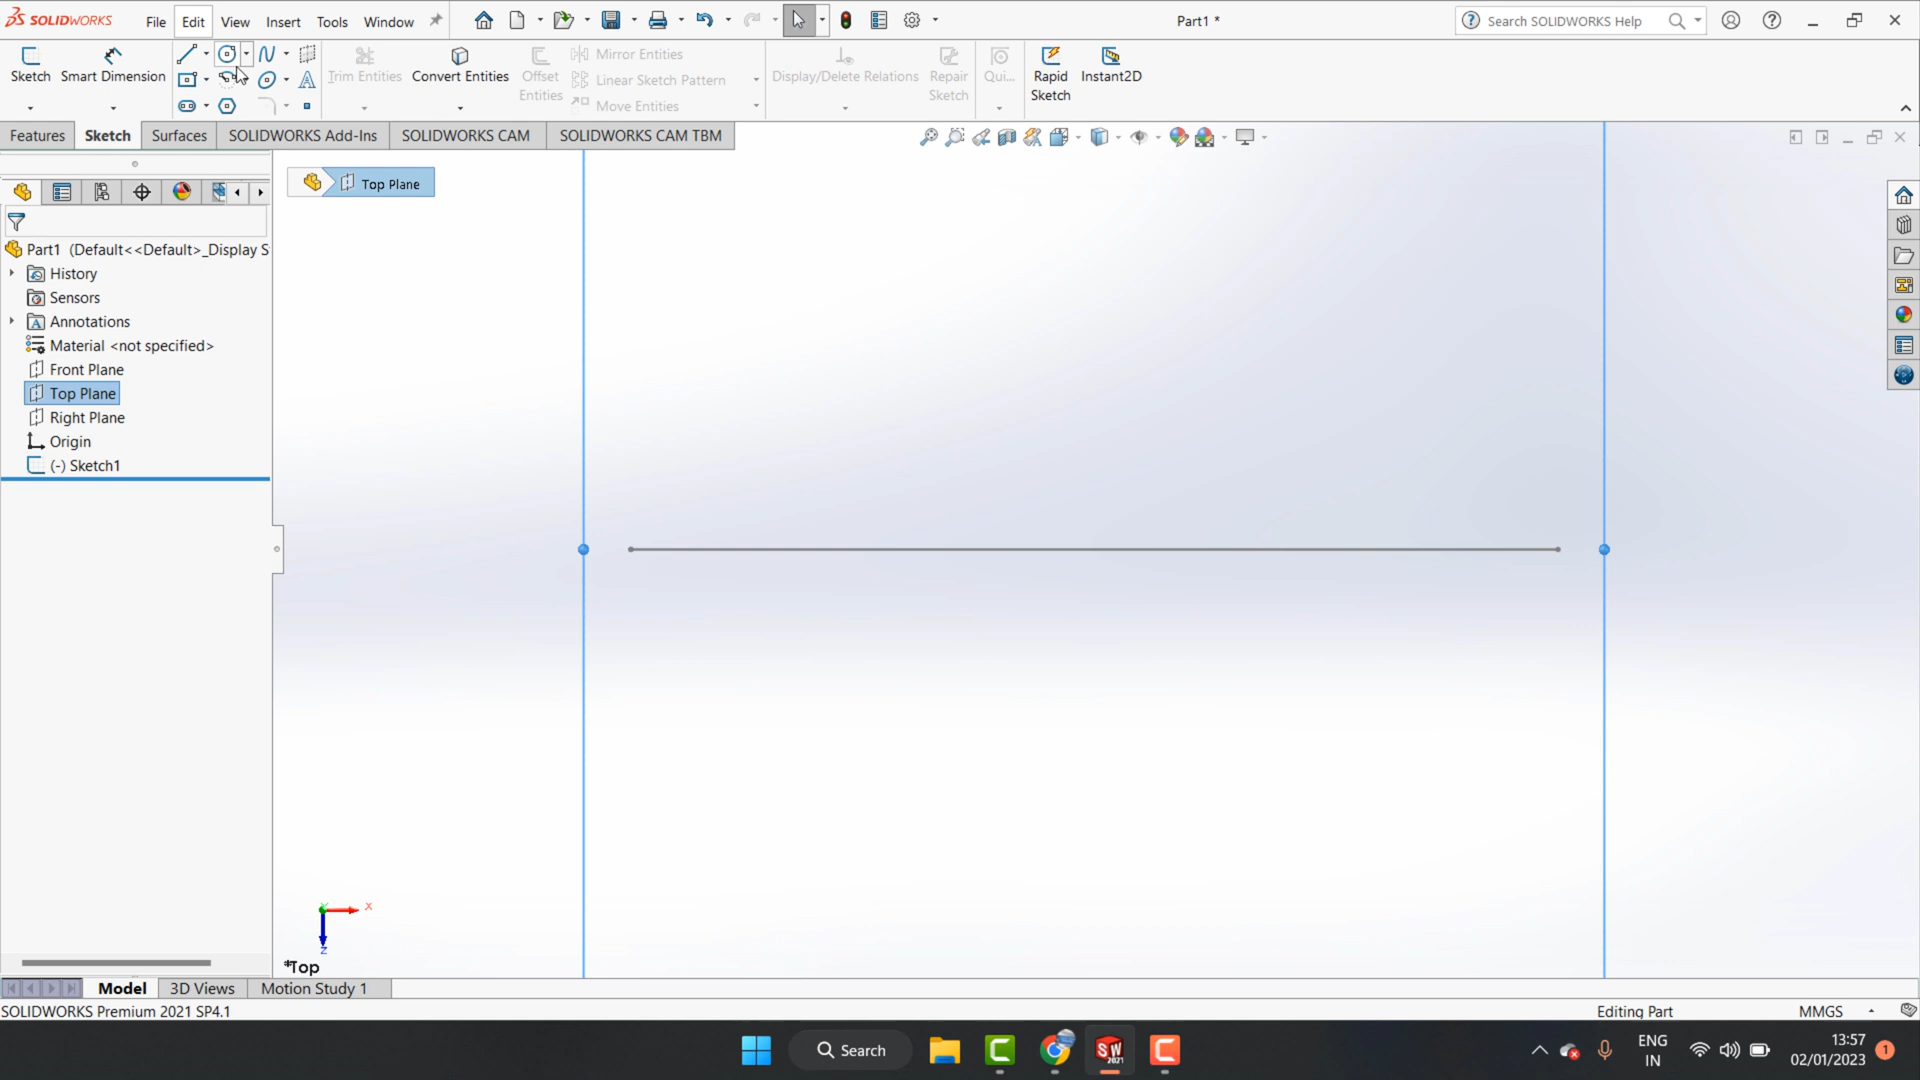 SOLIDWORKS File Edit View Insert Tools Window
Part1 *
Search SOLIDWORKS Help
Sketch Smart Dimension
Trim Entities Convert Entities Offset Entities
Mirror Entities
Linear Sketch Pattern
Move Entities
Display/Delete Relations Repair Sketch Qui... Rapid Sketch Instant2D
Features Sketch Surfaces SOLIDWORKS Add-Ins SOLIDWORKS CAM SOLIDWORKS CAM TBM
Top Plane
Part1 (Default<<Default>_Display S
History
Sensors
Annotations
Material <not specified>
Front Plane
Top Plane
Right Plane
Origin
(-) Sketch1
X
Z
*Top
Model 3D Views Motion Study 1
SOLIDWORKS Premium 2021 SP4.1 Editing Part MMGS
Search
SW
2021
ENG
IN
13:57
02/01/2023
1